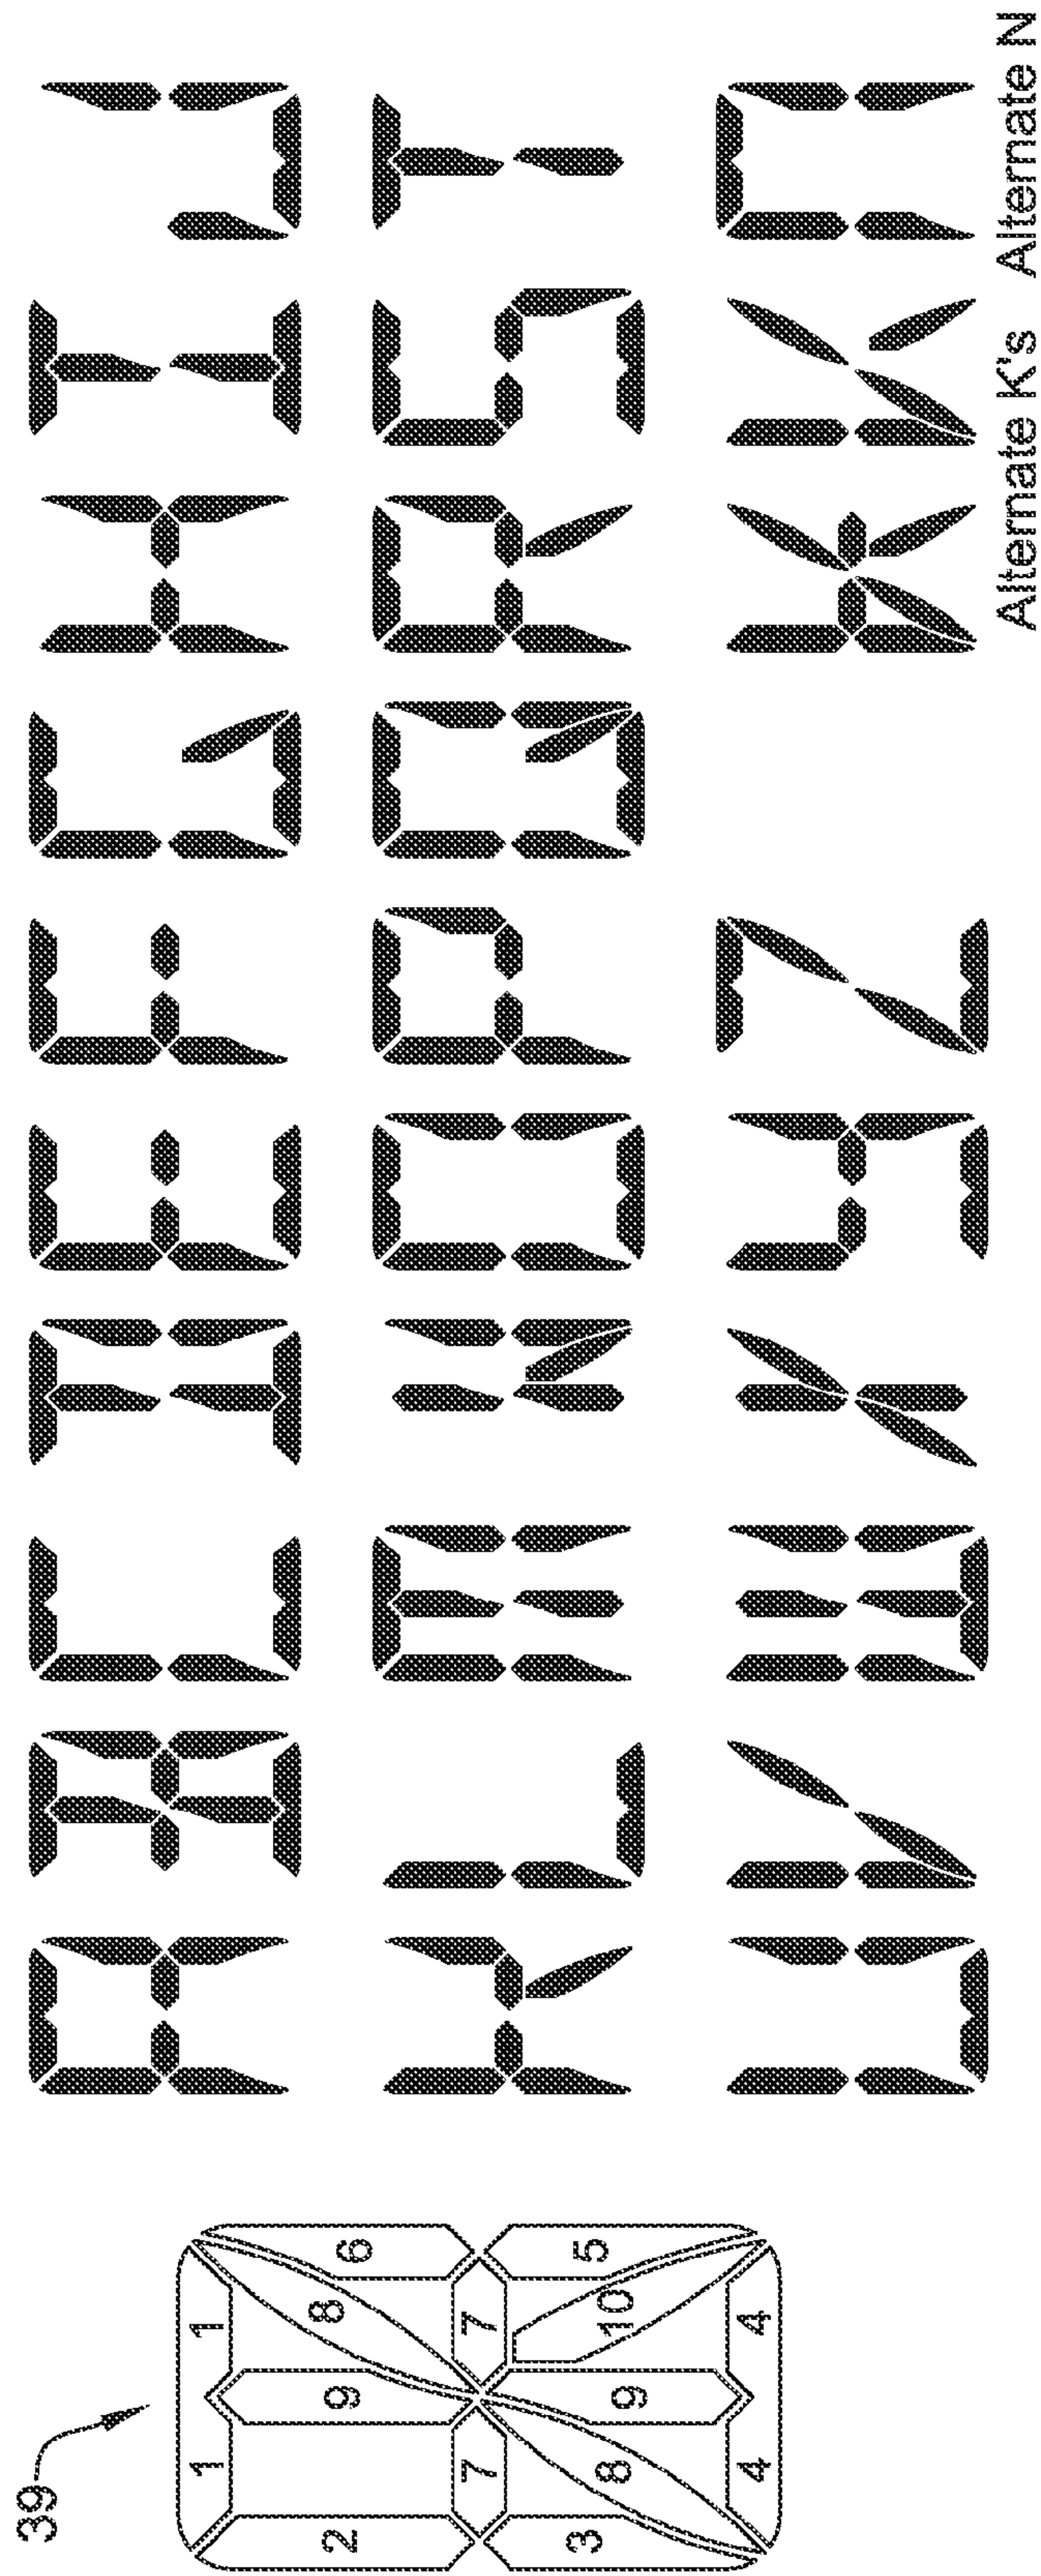 39
1 1
2 9 8 6
7 7
3 8 9 10 5
4 4
A B C D E F G H I J
K L M N O P Q R S T
U V W X Y Z K K N
Alternate K's Alternate N